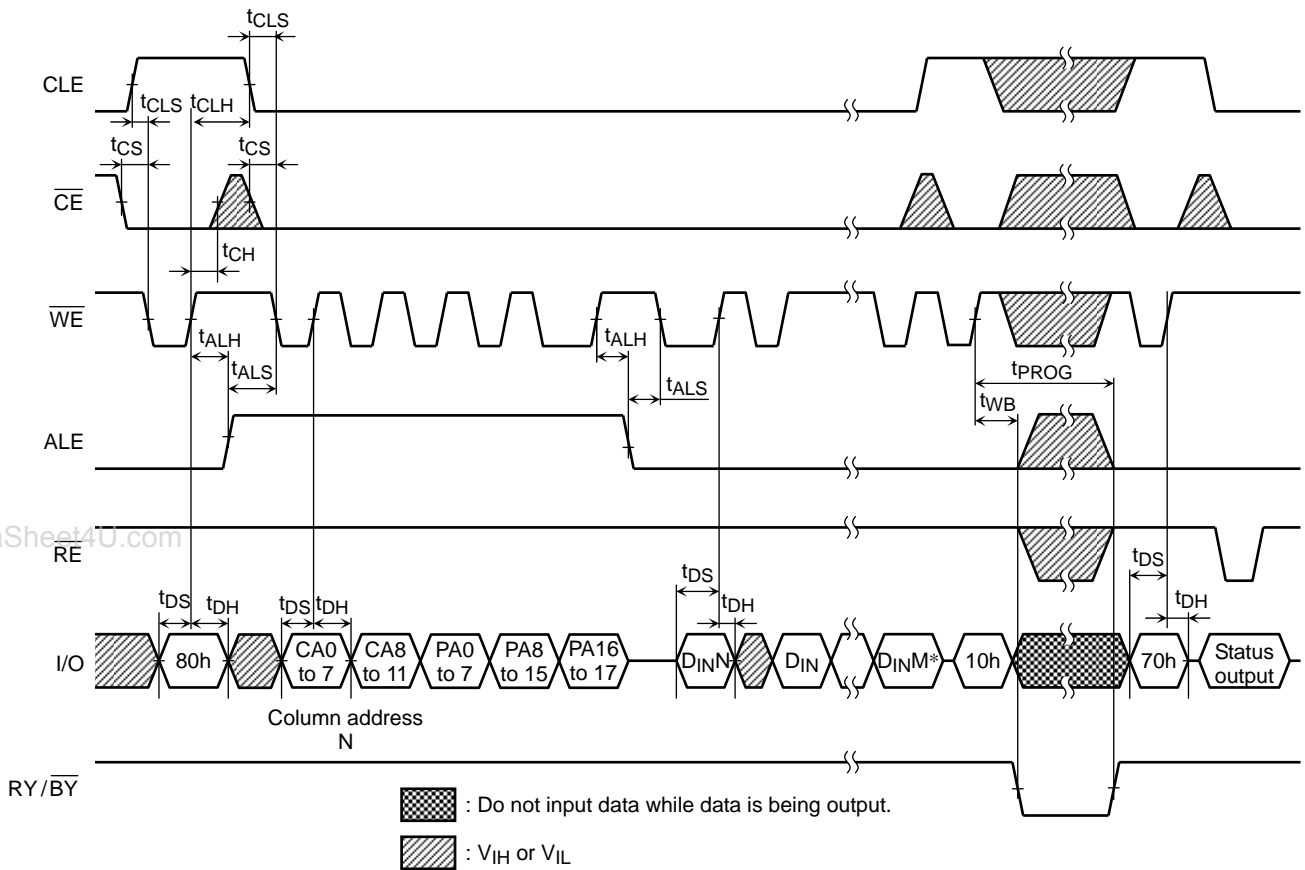 tCLS
CLE
tCLS tCLH
tCS tCS
CE
tCH
WE
tALH tALH
tALS tALS
tPROG
tWB
ALE
aSheet4U.com
RE
tDS tDH tDS tDH tDS tDH tDS tDH
I/O 80h CA0 to 7 CA8 to 11 PA0 to 7 PA8 to 15 PA16 to 17 DINN DIN DINM* 10h 70h Status output
Column address
N
RY/BY
: Do not input data while data is being output.
: VIH or VIL